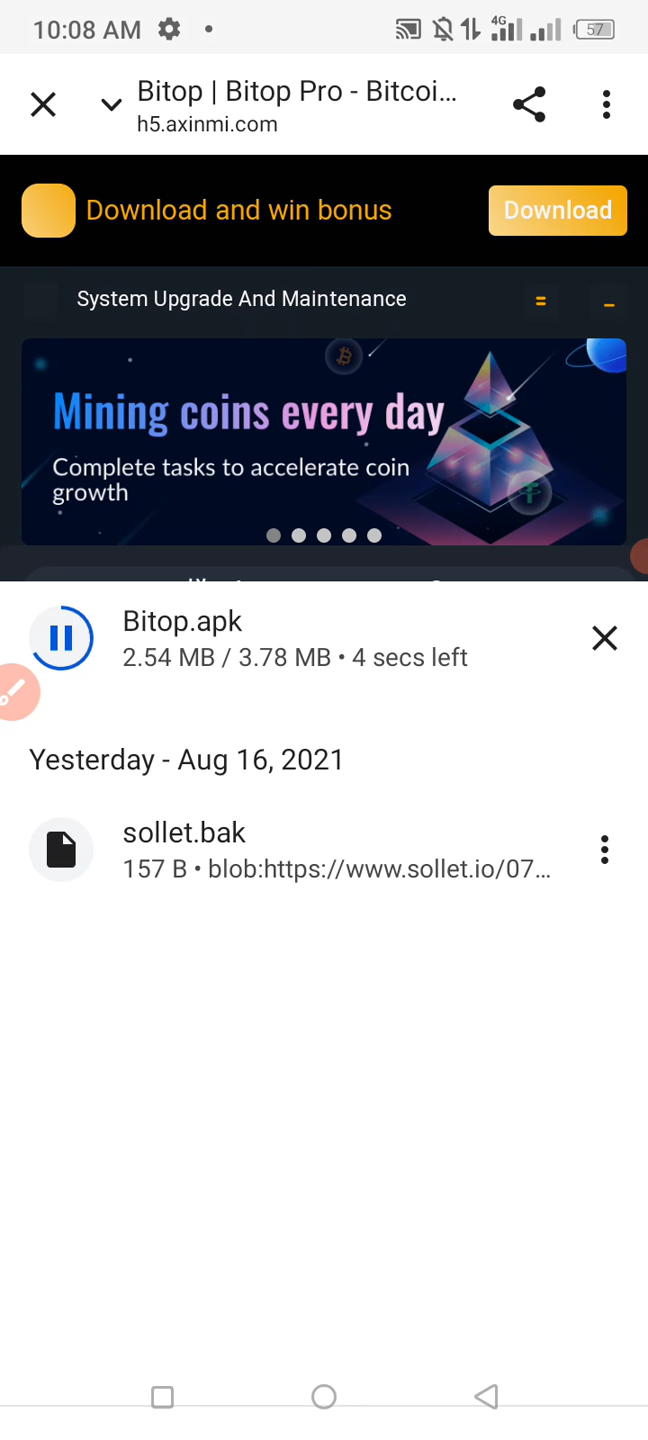 10:08 AM
4G
57
Bitop | Bitop Pro - Bitcoi...
h5.axinmi.com
Download and win bonus
Download
System Upgrade And Maintenance
Mining coins every day
Complete tasks to accelerate coin
growth
Bitop.apk
2.54 MB / 3.78 MB • 4 secs left
Yesterday - Aug 16, 2021
sollet.bak
157 B • blob:https://www.sollet.io/07...